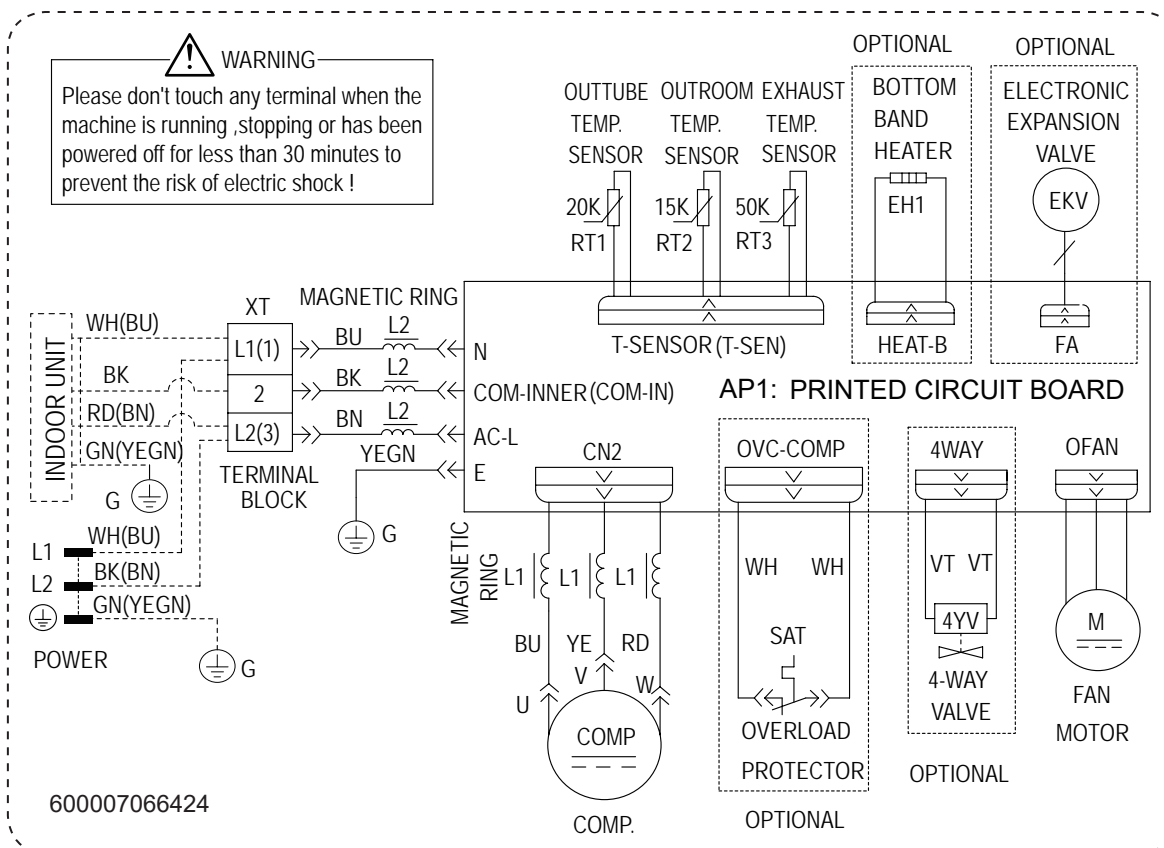 WARNING
Please don't touch any terminal when the
machine is running ,stopping or has been
powered off for less than 30 minutes to
prevent the risk of electric shock !
OUTTUBE
TEMP.
SENSOR
OUTROOM
TEMP.
SENSOR
EXHAUST
TEMP.
SENSOR
20K
RT1
15K
RT2
50K
RT3
OPTIONAL
BOTTOM
BAND
HEATER
EH1
OPTIONAL
ELECTRONIC
EXPANSION
VALVE
EKV
T-SENSOR (T-SEN)
HEAT-B
FA
AP1: PRINTED CIRCUIT BOARD
MAGNETIC RING
XT
INDOOR UNIT
WH(BU)
BK
RD(BN)
GN(YEGN)
G
L1(1)
2
L2(3)
TERMINAL
BLOCK
BU
L2
N
BK
L2
COM-INNER (COM-IN)
BN
L2
AC-L
YEGN
E
G
L1
WH(BU)
L2
BK(BN)
GN(YEGN)
POWER
G
CN2
MAGNETIC
RING
L1
L1
L1
BU
YE
RD
U
V
W
COMP
COMP.
OVC-COMP
WH
WH
SAT
OVERLOAD
PROTECTOR
OPTIONAL
4WAY
VT
VT
4YV
4-WAY
VALVE
OPTIONAL
OFAN
M
FAN
MOTOR
600007066424